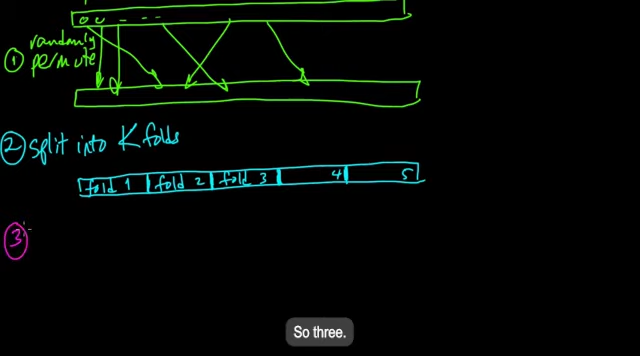 ① randomly
permute
② split into K folds
fold 1 fold 2 fold 3 4 5
③
So three.